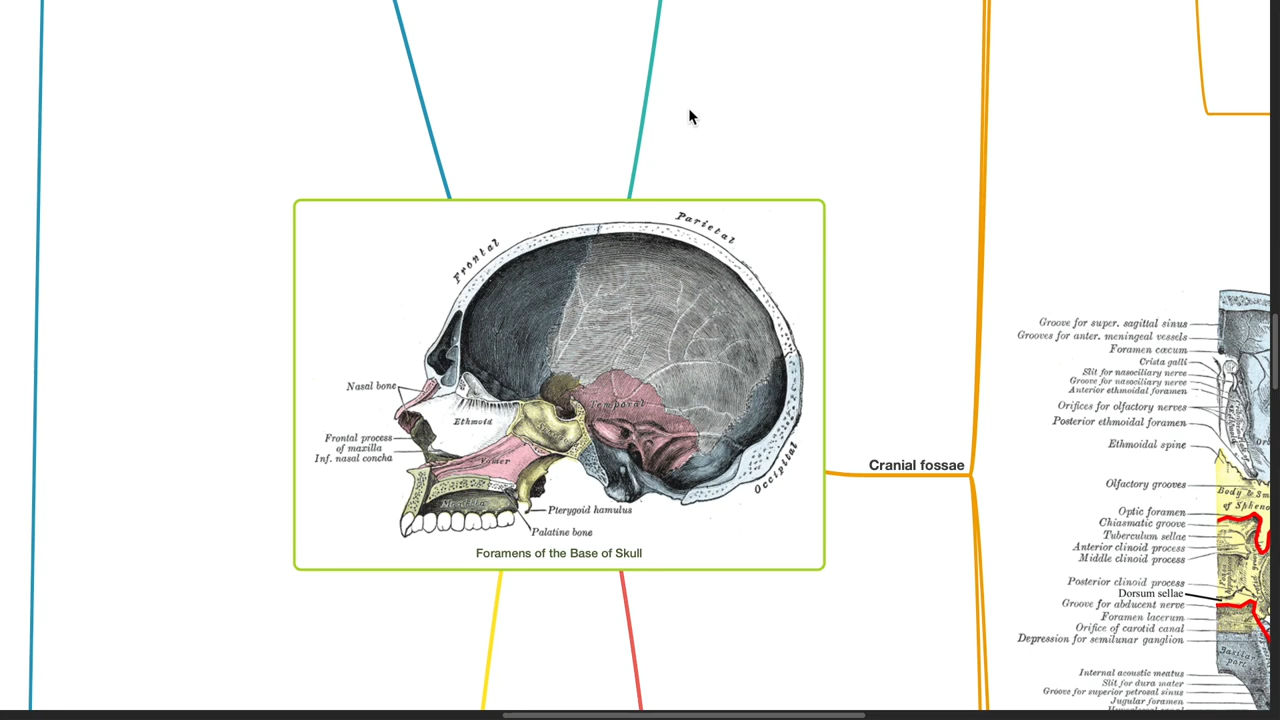 Frontal
Parietal
Nasal bone
Ethmoid
Temporal
Frontal process
of maxilla
Inf. nasal concha
Vomer
Occipital
Pterygoid hamulus
Palatine bone
Foramens of the Base of Skull
Cranial fossae
Groove for super. sagittal sinus
Grooves for anter. meningeal vessels
Foramen cæcum
Crista galli
Slit for nasociliary nerve
Groove for nasociliary nerve
Anterior ethmoidal foramen
Orifices for olfactory nerves
Posterior ethmoidal foramen
Ethmoidal spine
Olfactory grooves
Body & Sm
of Spheno
Optic foramen
Chiasmatic groove
Tuberculum sellae
Anterior clinoid process
Middle clinoid process
Posterior clinoid process
Dorsum sellae
Groove for abducent nerve
Foramen lacerum
Orifice of carotid canal
Depression for semilunar ganglion
Internal acoustic meatus
Slit for dura mater
Groove for superior petrosal sinus
Jugular foramen